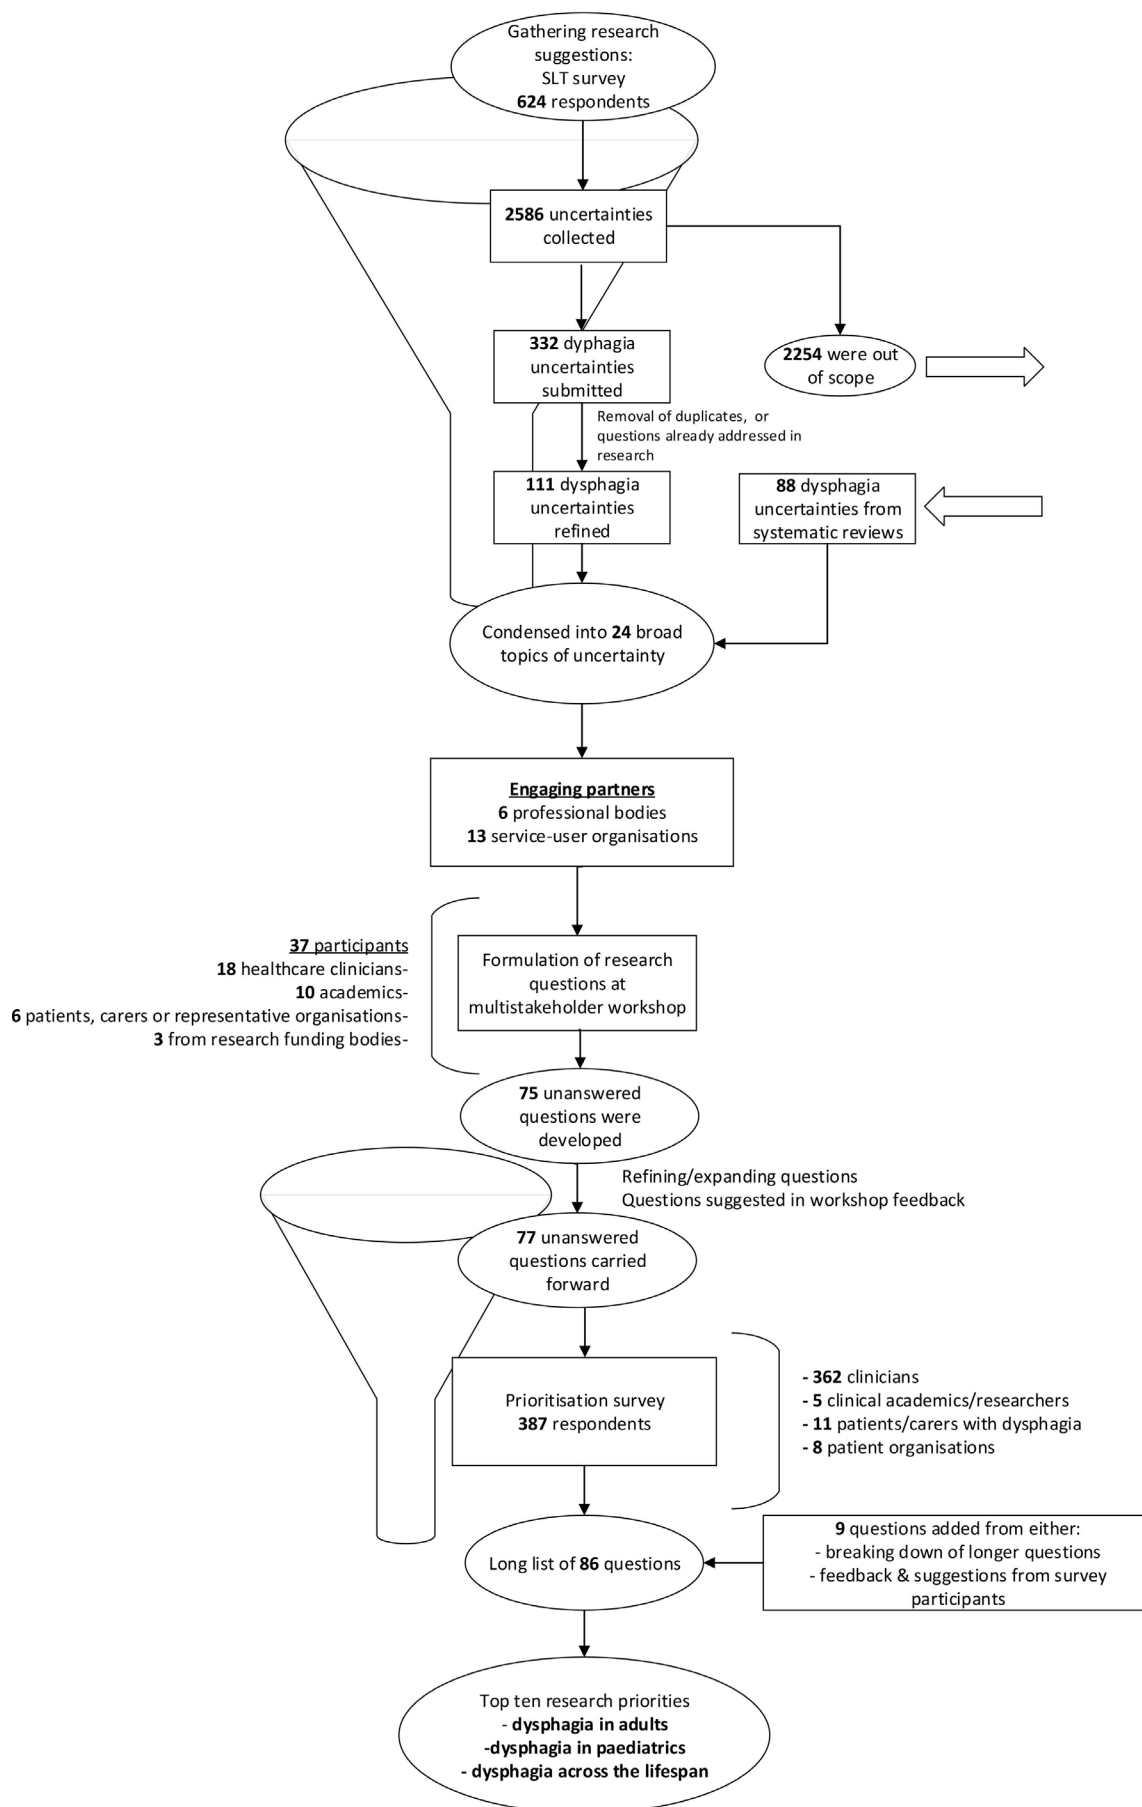 Gathering research
suggestions:
SLT survey
624 respondents
2586 uncertainties
collected
332 dyphagia
uncertainties
submitted
2254 were out
of scope
Removal of duplicates, or
questions already addressed in
research
111 dysphagia
uncertainties
refined
88 dysphagia
uncertainties from
systematic reviews
Condensed into 24 broad
topics of uncertainty
Engaging partners
6 professional bodies
13 service-user organisations
37 participants
18 healthcare clinicians-
10 academics-
6 patients, carers or representative organisations-
3 from research funding bodies-
Formulation of research
questions at
multistakeholder workshop
75 unanswered
questions were
developed
Refining/expanding questions
Questions suggested in workshop feedback
77 unanswered
questions carried
forward
Prioritisation survey
387 respondents
- 362 clinicians
- 5 clinical academics/researchers
- 11 patients/carers with dysphagia
- 8 patient organisations
Long list of 86 questions
9 questions added from either:
- breaking down of longer questions
- feedback & suggestions from survey
participants
Top ten research priorities
- dysphagia in adults
-dysphagia in paediatrics
- dysphagia across the lifespan